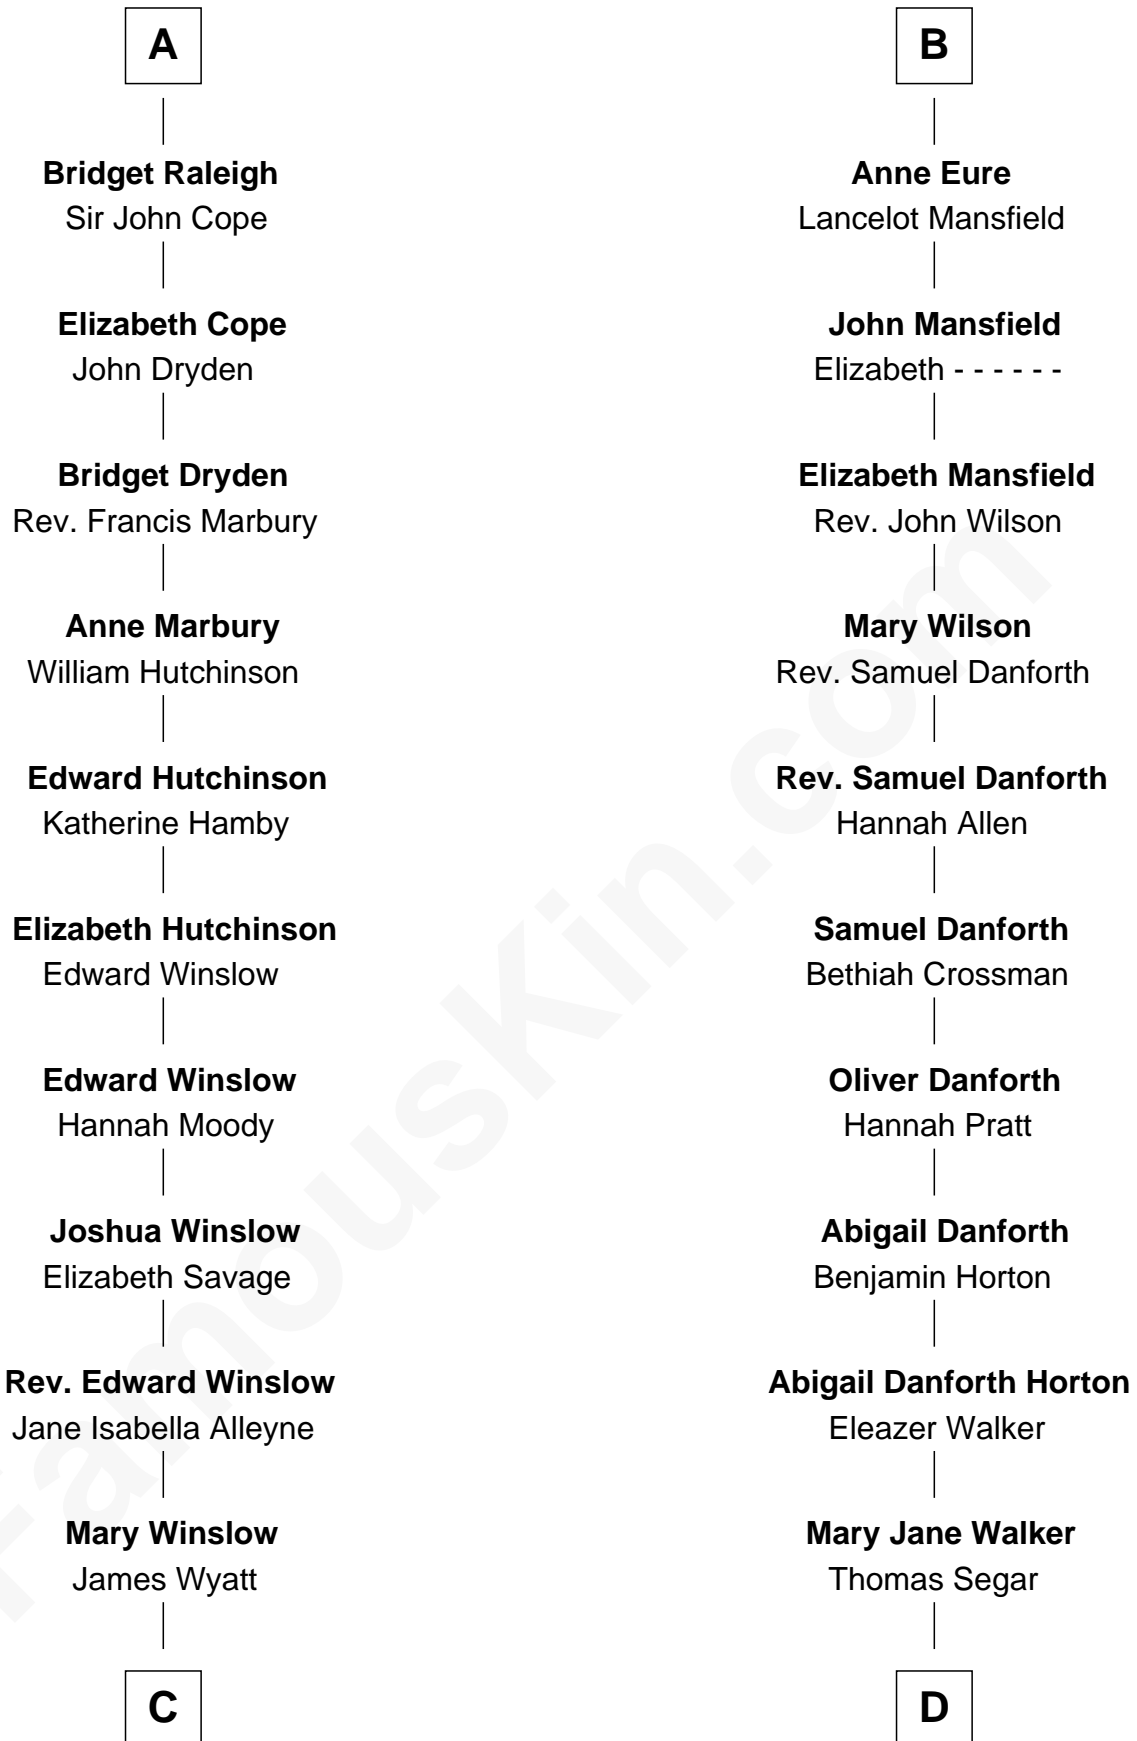 A
Bridget Raleigh
Sir John Cope
Elizabeth Cope
John Dryden
Bridget Dryden
Rev. Francis Marbury
Anne Marbury
William Hutchinson
Edward Hutchinson
Katherine Hamby
Elizabeth Hutchinson
Edward Winslow
Edward Winslow
Hannah Moody
Joshua Winslow
Elizabeth Savage
Rev. Edward Winslow
Jane Isabella Alleyne
Mary Winslow
James Wyatt
C
B
Anne Eure
Lancelot Mansfield
John Mansfield
Elizabeth - - - - - -
Elizabeth Mansfield
Rev. John Wilson
Mary Wilson
Rev. Samuel Danforth
Rev. Samuel Danforth
Hannah Allen
Samuel Danforth
Bethiah Crossman
Oliver Danforth
Hannah Pratt
Abigail Danforth
Benjamin Horton
Abigail Danforth Horton
Eleazer Walker
Mary Jane Walker
Thomas Segar
D
FamousKin.com